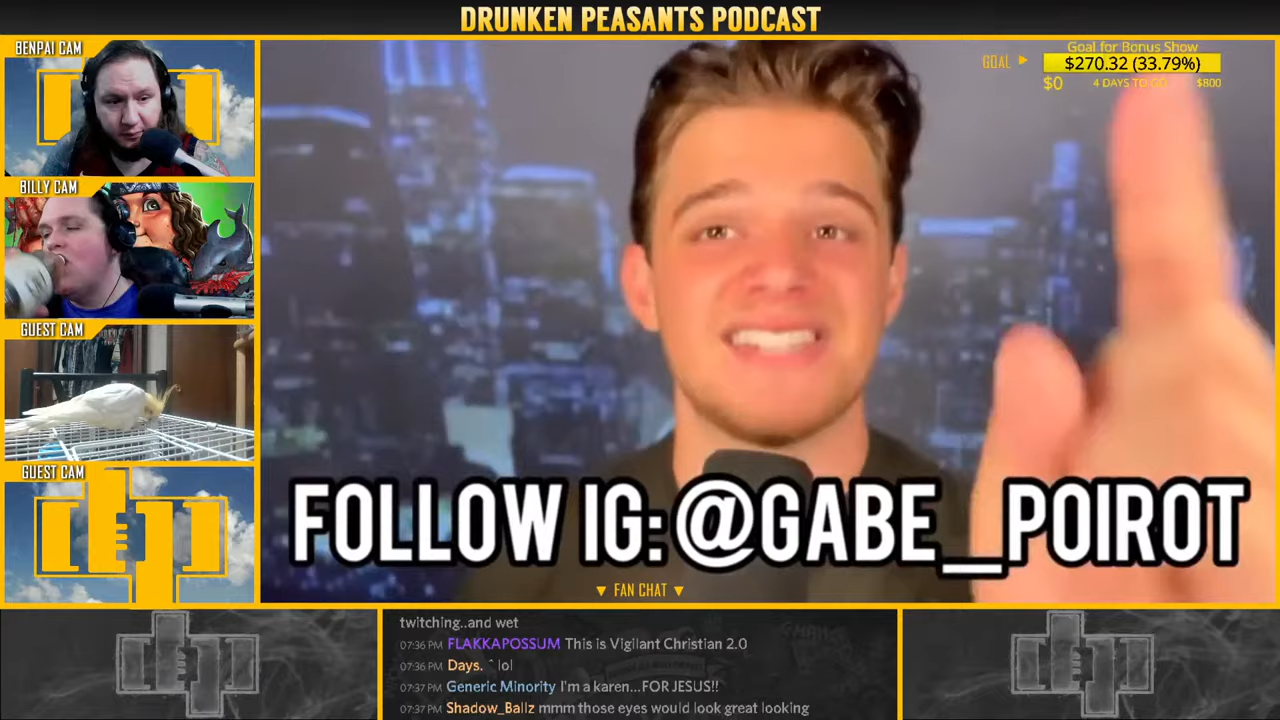 DRUNKEN PEASANTS PODCAST
BENPAI CAM
Goal for Bonus Show
GOAL
$270.32 (33.79%)
$0
4 DAYS TO GO
$800
BILLY CAM
GUEST CAM
GUEST CAM
FOLLOW IG: @GABE__POIROT
▼ FAN CHAT ▼
twitching..and wet
07:36 PM FLAKKAPOSSUM This is Vigilant Christian 2.0
07:36 PM Days. ^ lol
07:37 PM Generic Minority I'm a karen...FOR JESUS!!
07:37 PM Shadow_Ballz mmm those eyes would look great looking